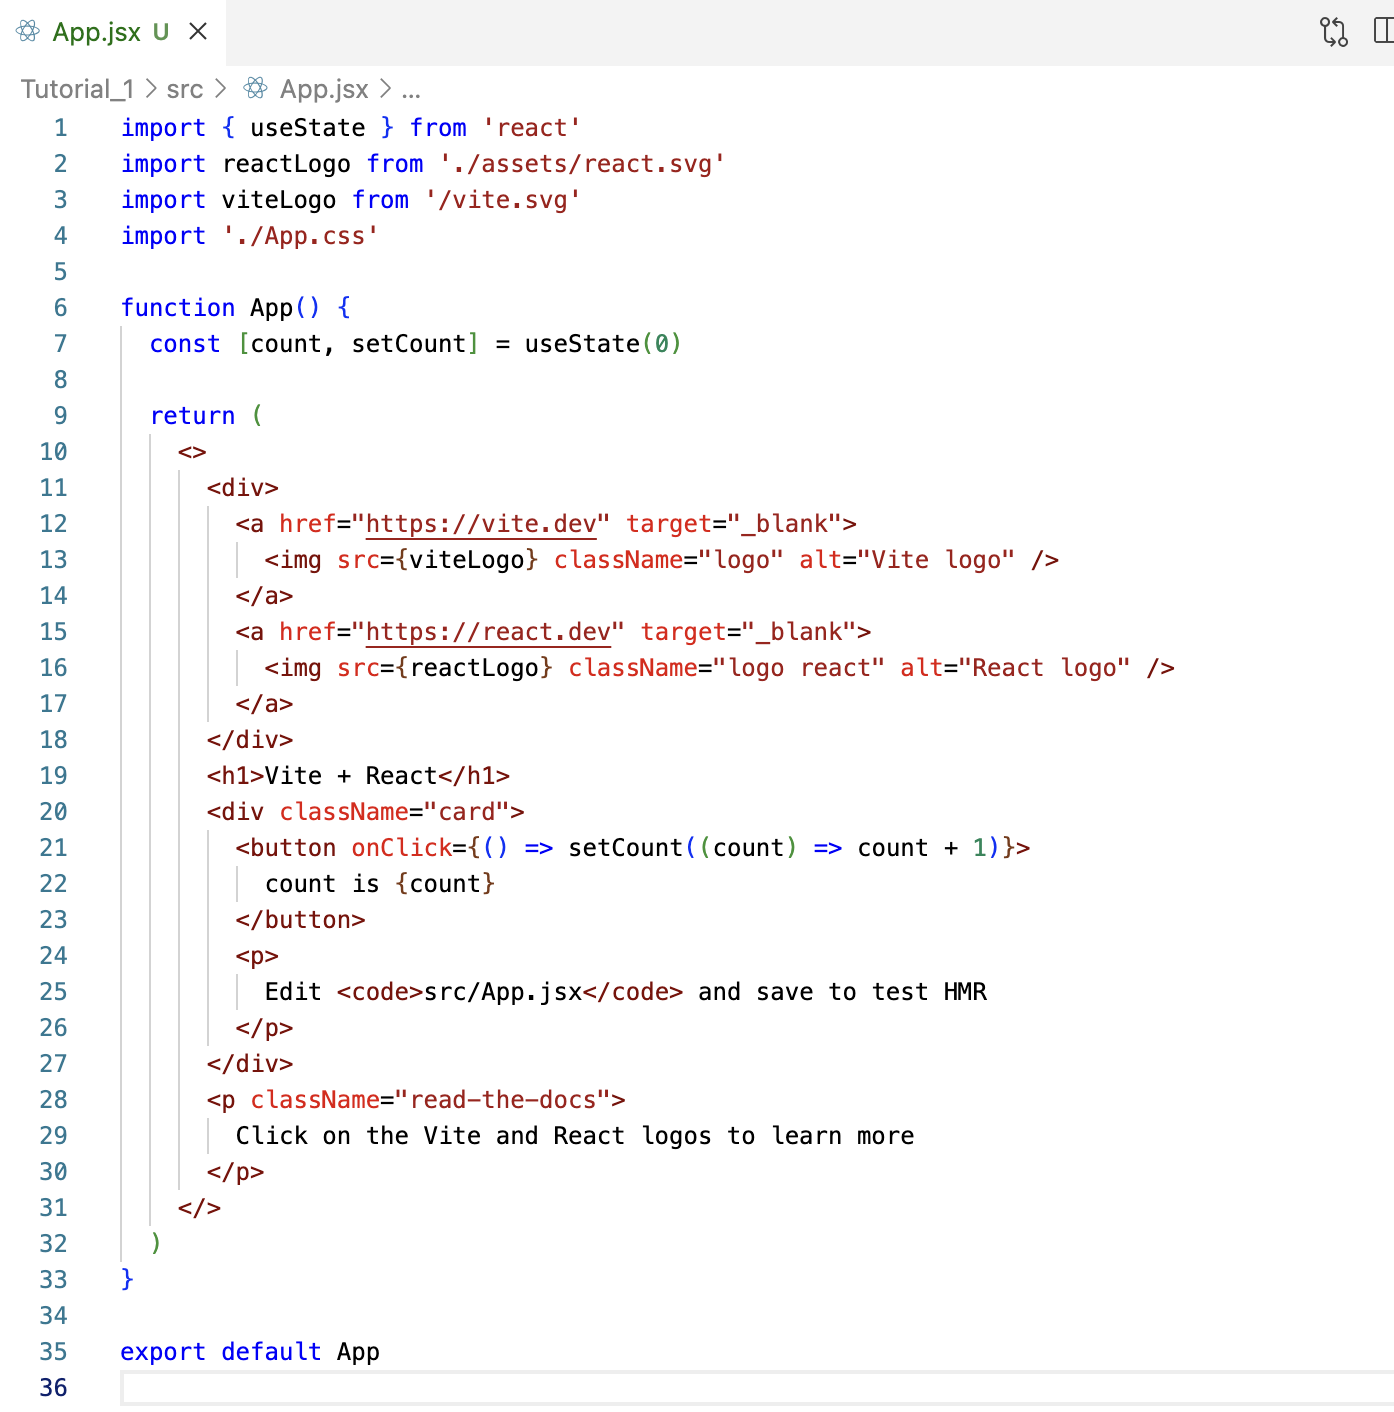 App.jsx U
Tutorial_1 > src > App.jsx > ...
1 import { useState } from 'react'
2 import reactLogo from './assets/react.svg'
3 import viteLogo from '/vite.svg'
4 import './App.css'
5
6 function App() {
7   const [count, setCount] = useState(0)
8
9   return (
10     <>
11       <div>
12         <a href="https://vite.dev" target="_blank">
13           <img src={viteLogo} className="logo" alt="Vite logo" />
14         </a>
15         <a href="https://react.dev" target="_blank">
16           <img src={reactLogo} className="logo react" alt="React logo" />
17         </a>
18       </div>
19       <h1>Vite + React</h1>
20       <div className="card">
21         <button onClick={() => setCount((count) => count + 1)}>
22           count is {count}
23         </button>
24         <p>
25           Edit <code>src/App.jsx</code> and save to test HMR
26         </p>
27       </div>
28       <p className="read-the-docs">
29         Click on the Vite and React logos to learn more
30       </p>
31     </>
32   )
33 }
34
35 export default App
36